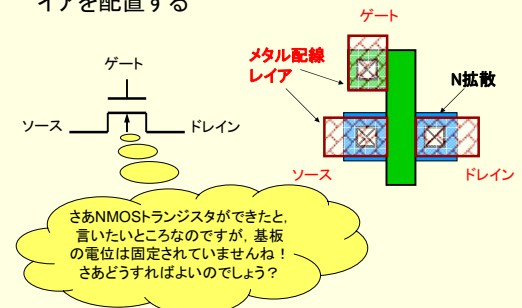 イアを配置する
ゲート
メタル配線
レイア
N拡散
ゲート
ソース
ドレイン
ソース
ドレイン
さあNMOSトランジスタができたと,
言いたいところなのですが, 基板
の電位は固定されていませんね！
さあどうすればよいのでしょう？